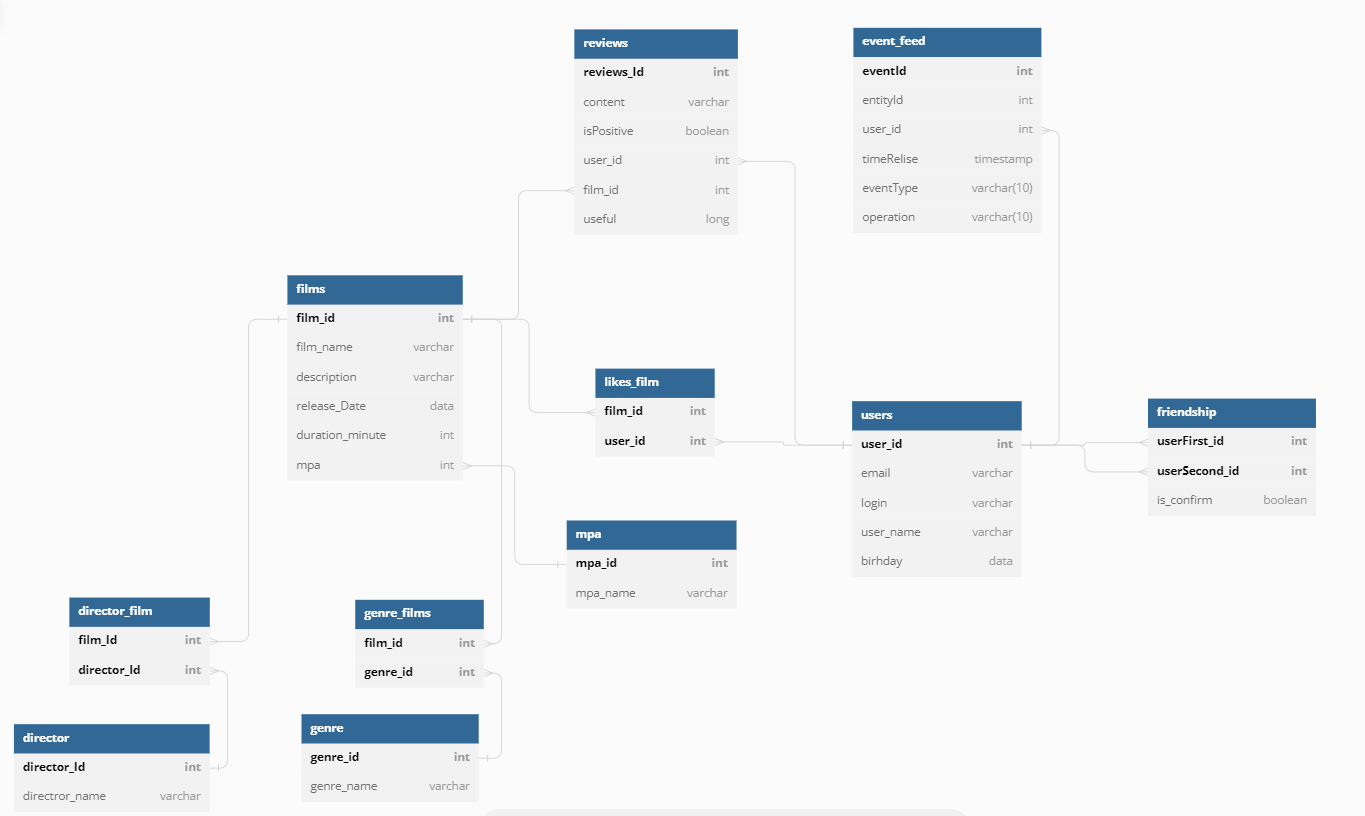 reviews
reviews_Id int
content varchar
isPositive boolean
user_id int
film_id int
useful long
event_feed
eventId int
entityId int
user_id int
timeRelise timestamp
eventType varchar(10)
operation varchar(10)
films
film_id int
film_name varchar
description varchar
release_Date data
duration_minute int
mpa int
likes_film
film_id int
user_id int
users
user_id int
email varchar
login varchar
user_name varchar
birhday data
friendship
userFirst_id int
userSecond_id int
is_confirm boolean
mpa
mpa_id int
mpa_name varchar
director_film
film_Id int
director_Id int
genre_films
film_id int
genre_id int
director
director_Id int
directror_name varchar
genre
genre_id int
genre_name varchar